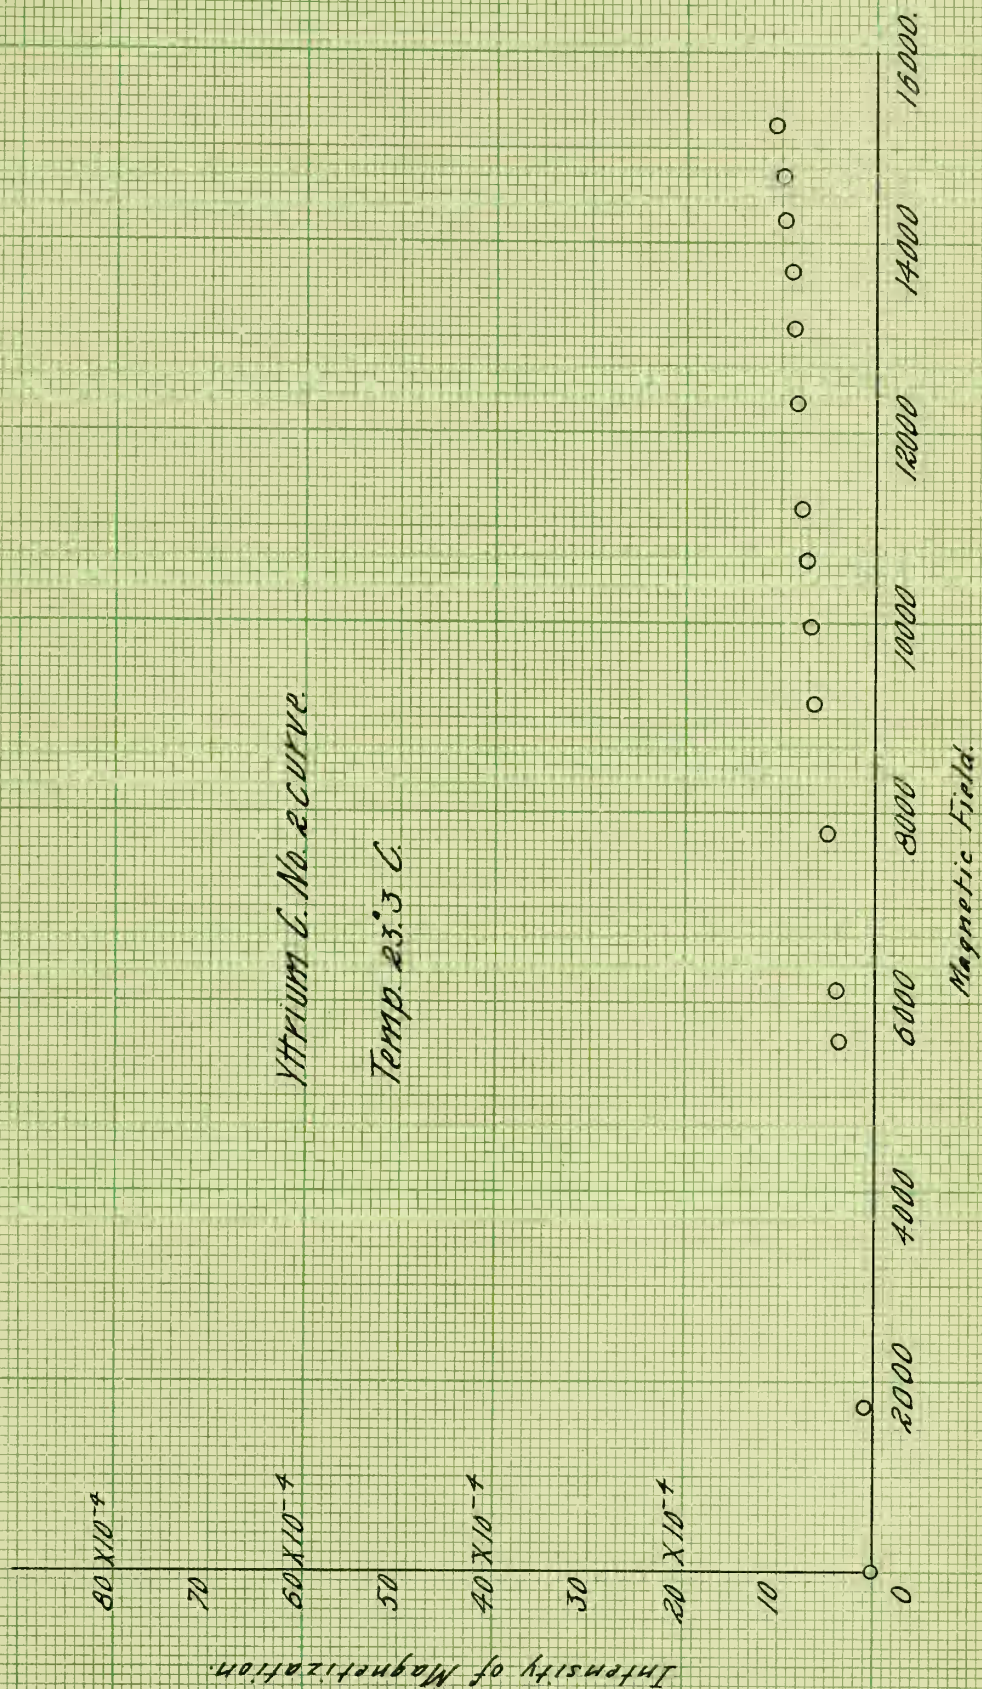 Yttrium C. No. 2 curve.
Temp. 23.°3 C.
Intensity of Magnetization.
80 X10-4
70
60 X10-4
50
40 X10-4
30
20 X10-4
10
0
2000
4000
6000
8000
10000
12000
14000
16000.
Magnetic Field.